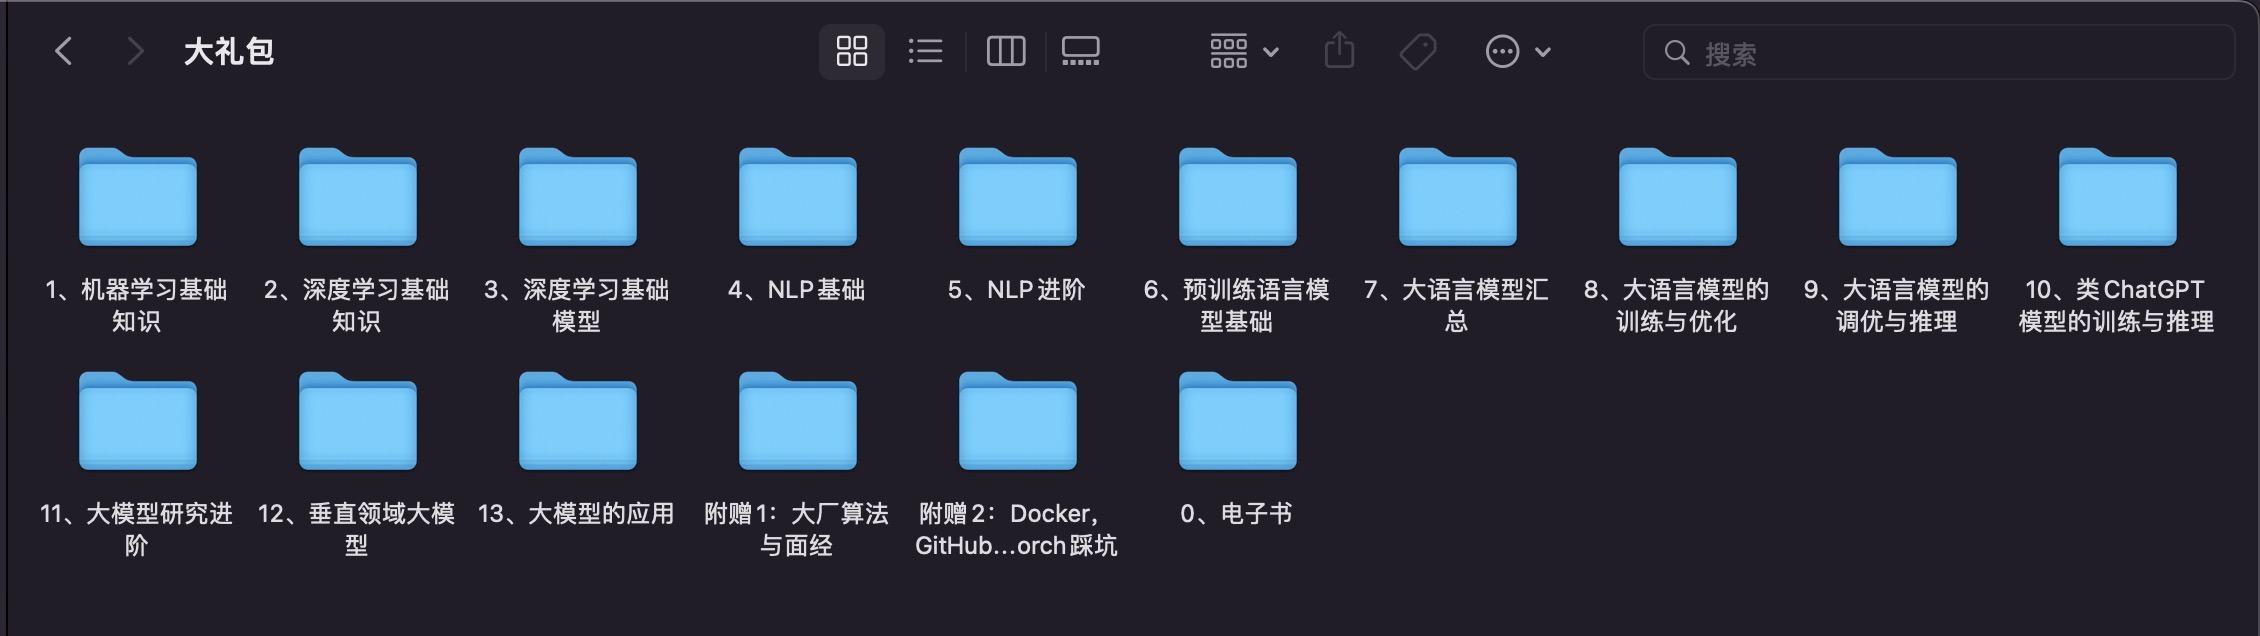 大礼包
搜索
1、机器学习基础
知识
2、深度学习基础
知识
3、深度学习基础
模型
4、NLP基础
5、NLP进阶
6、预训练语言模
型基础
7、大语言模型汇
总
8、大语言模型的
训练与优化
9、大语言模型的
调优与推理
10、类ChatGPT
模型的训练与推理
11、大模型研究进
阶
12、垂直领域大模
型
13、大模型的应用
附赠1：大厂算法
与面经
附赠2：Docker，
GitHub...orch踩坑
0、电子书